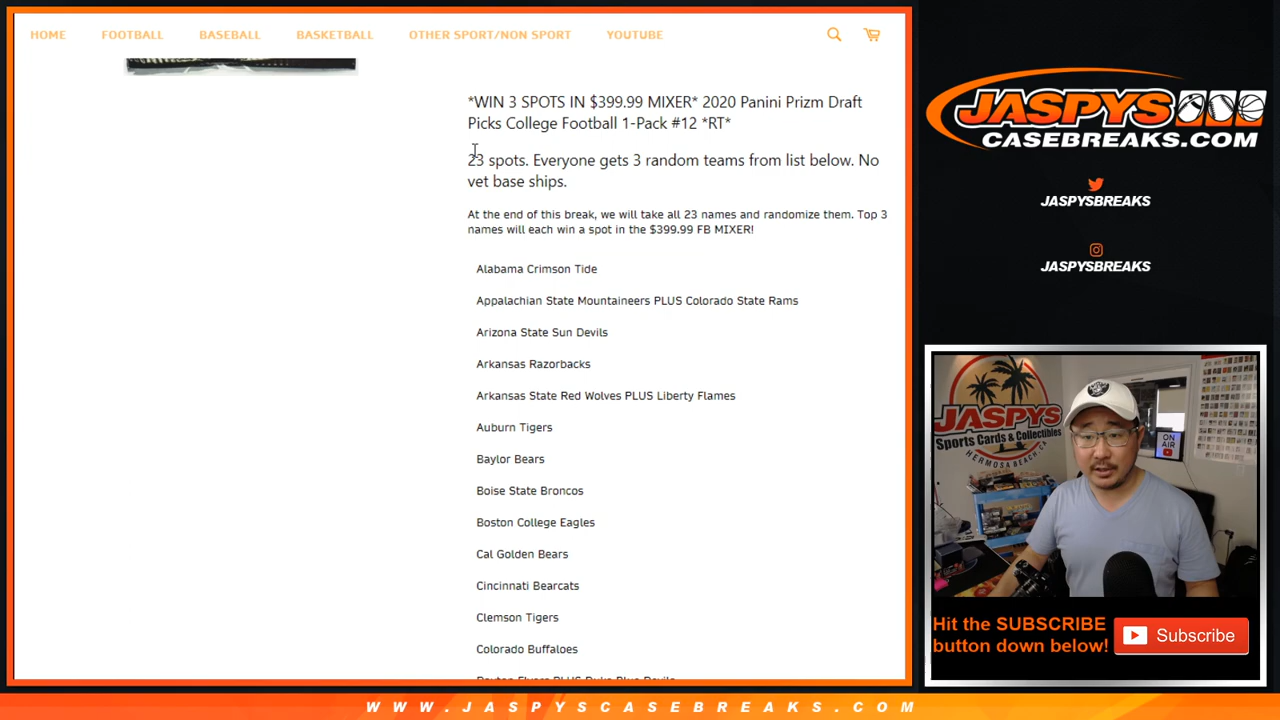 HOME FOOTBALL BASEBALL BASKETBALL OTHER SPORT/NON SPORT YOUTUBE
*WIN 3 SPOTS IN $399.99 MIXER* 2020 Panini Prizm Draft
Picks College Football 1-Pack #12 *RT*
23 spots. Everyone gets 3 random teams from list below. No
vet base ships.
At the end of this break, we will take all 23 names and randomize them. Top 3
names will each win a spot in the $399.99 FB MIXER!
Alabama Crimson Tide
Appalachian State Mountaineers PLUS Colorado State Rams
Arizona State Sun Devils
Arkansas Razorbacks
Arkansas State Red Wolves PLUS Liberty Flames
Auburn Tigers
Baylor Bears
Boise State Broncos
Boston College Eagles
Cal Golden Bears
Cincinnati Bearcats
Clemson Tigers
Colorado Buffaloes
JASPYS
CASEBREAKS.COM
JASPYSBREAKS
JASPYSBREAKS
JASPYS
Sports Cards & Collectibles
HERMOSA BEACH, CA
ON
AIR
Hit the SUBSCRIBE
button down below!
Subscribe
WWW.JASPYSCASEBREAKS.COM